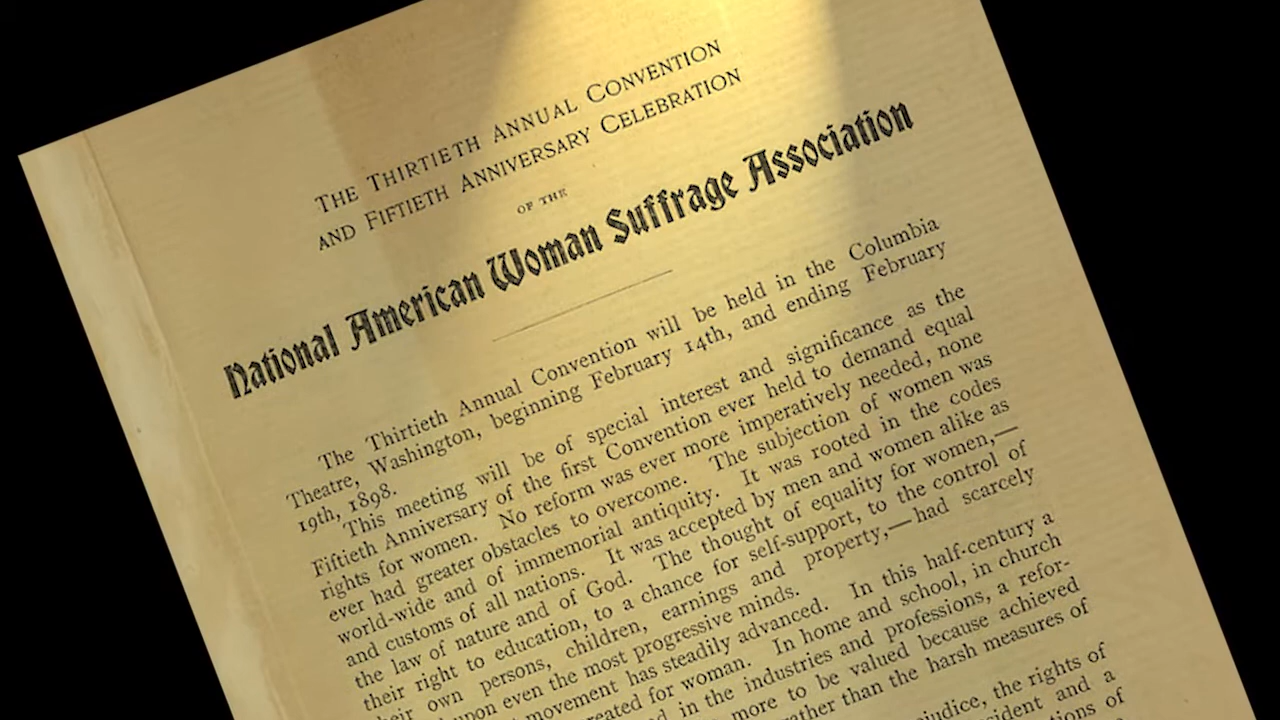 THE THIRTIETH ANNUAL CONVENTION
AND FIFTIETH ANNIVERSARY CELEBRATION
OF THE
National American Woman Suffrage Association
The Thirtieth Annual Convention will be held in the Columbia
Theatre, Washington, beginning February 14th, and ending February
19th, 1898.
This meeting will be of special interest and significance as the
Fiftieth Anniversary of the first Convention ever held to demand equal
rights for women. No reform was ever more imperatively needed, none
ever had greater obstacles to overcome. The subjection of women was
world-wide and of immemorial antiquity. It was rooted in the codes
and customs of all nations. It was accepted by men and women alike as
the law of nature and of God. The thought of equality for women,—
their right to education, to a chance for self-support, to the control of
their own persons, children, earnings and property,—had scarcely
upon even the most progressive minds.
movement has steadily advanced. In this half-century a
for woman. In home and school, in church
in the industries and professions, a refor-
more to be valued because achieved
rather than the harsh measures of
the rights of
and a
of